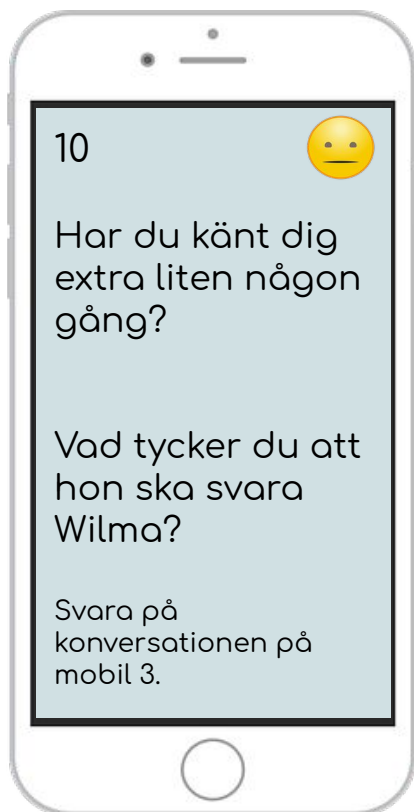 10
Har du känt dig
extra liten någon
gång?
Vad tycker du att
hon ska svara
Wilma?
Svara på
konversationen på
mobil 3.